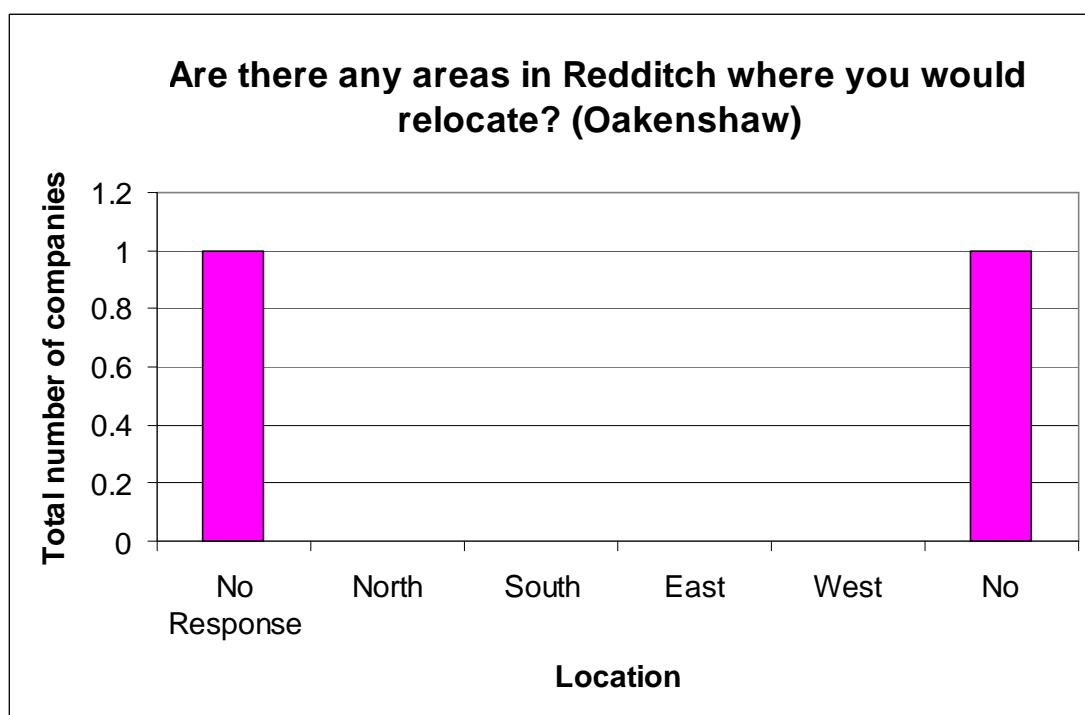 Are there any areas in Redditch where you would
relocate? (Oakenshaw)
Total number of companies
1.2
1
0.8
0.6
0.4
0.2
0
No
Response
North
South
East
West
No
Location